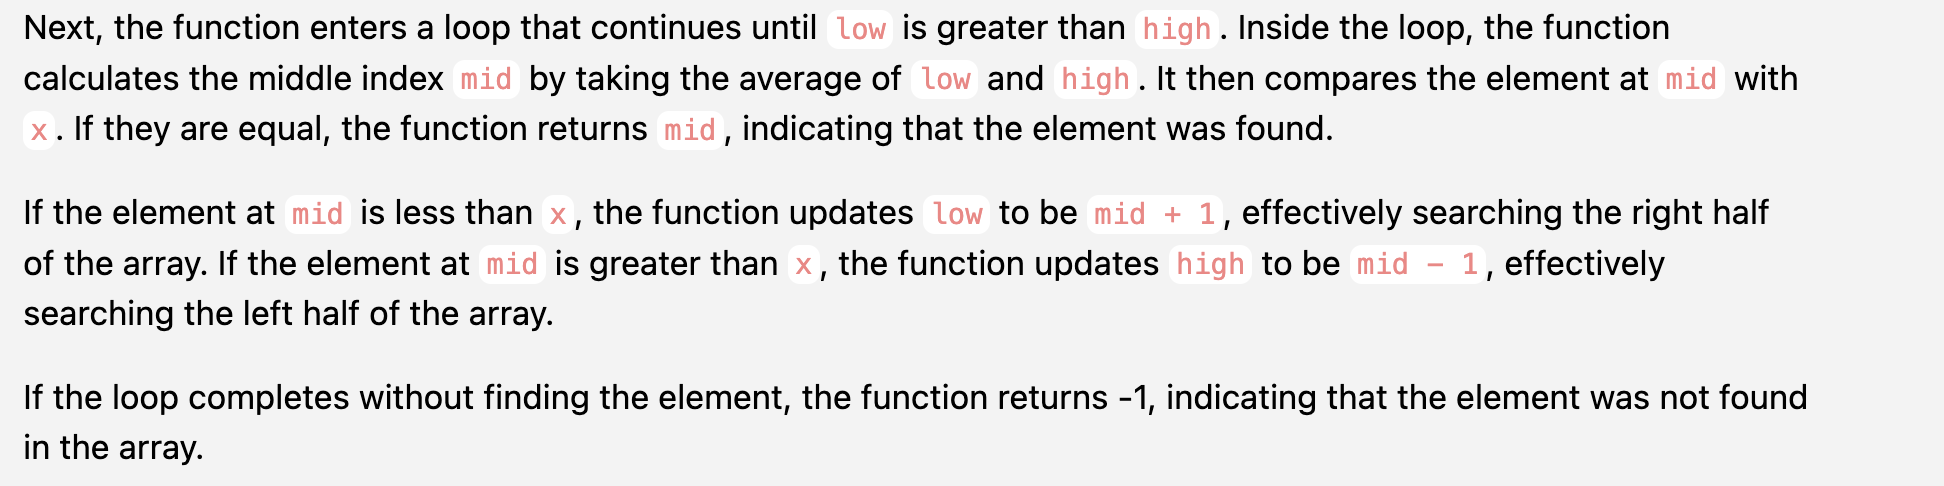 Next, the function enters a loop that continues until low is greater than high. Inside the loop, the function
calculates the middle index mid by taking the average of low and high. It then compares the element at mid with
x. If they are equal, the function returns mid, indicating that the element was found.
If the element at mid is less than x, the function updates low to be mid + 1, effectively searching the right half
of the array. If the element at mid is greater than x, the function updates high to be mid - 1, effectively
searching the left half of the array.
If the loop completes without finding the element, the function returns -1, indicating that the element was not found
in the array.